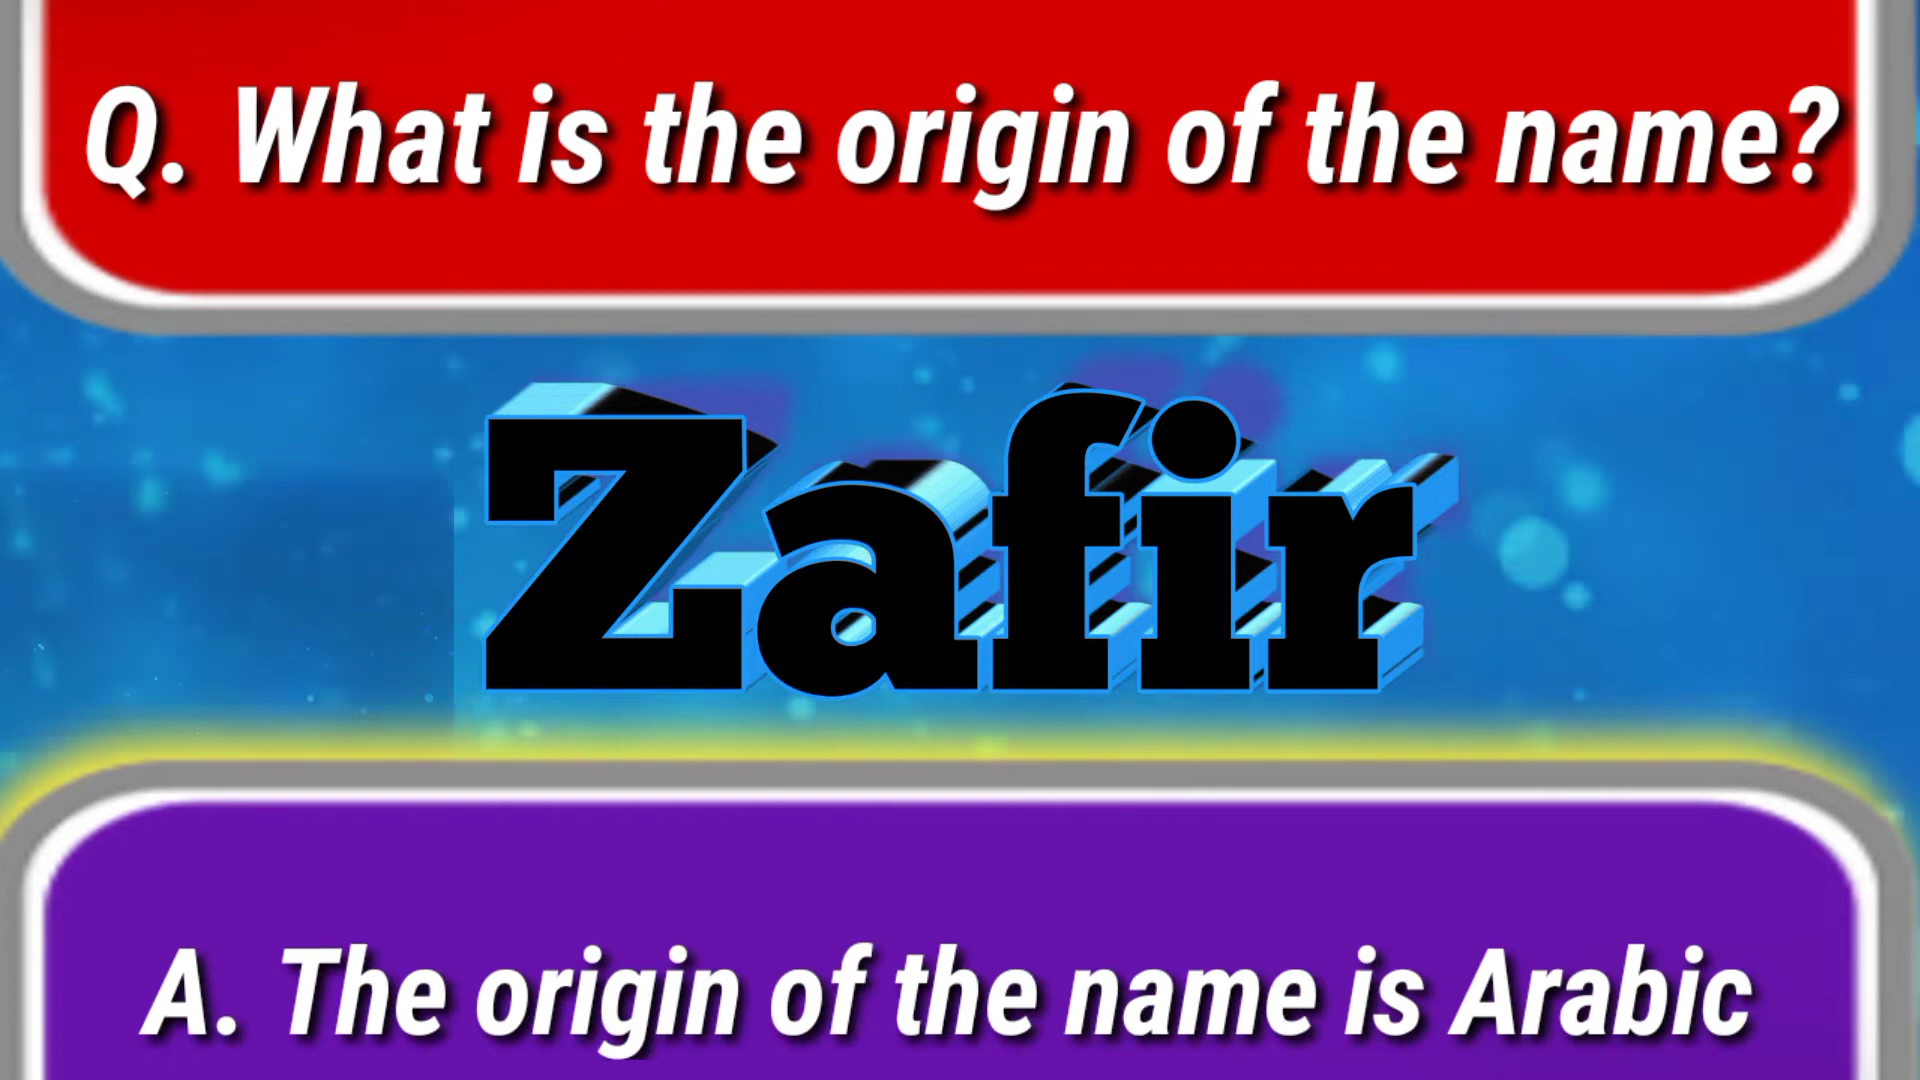 Q. What is the origin of the name?
Zafir
A. The origin of the name is Arabic